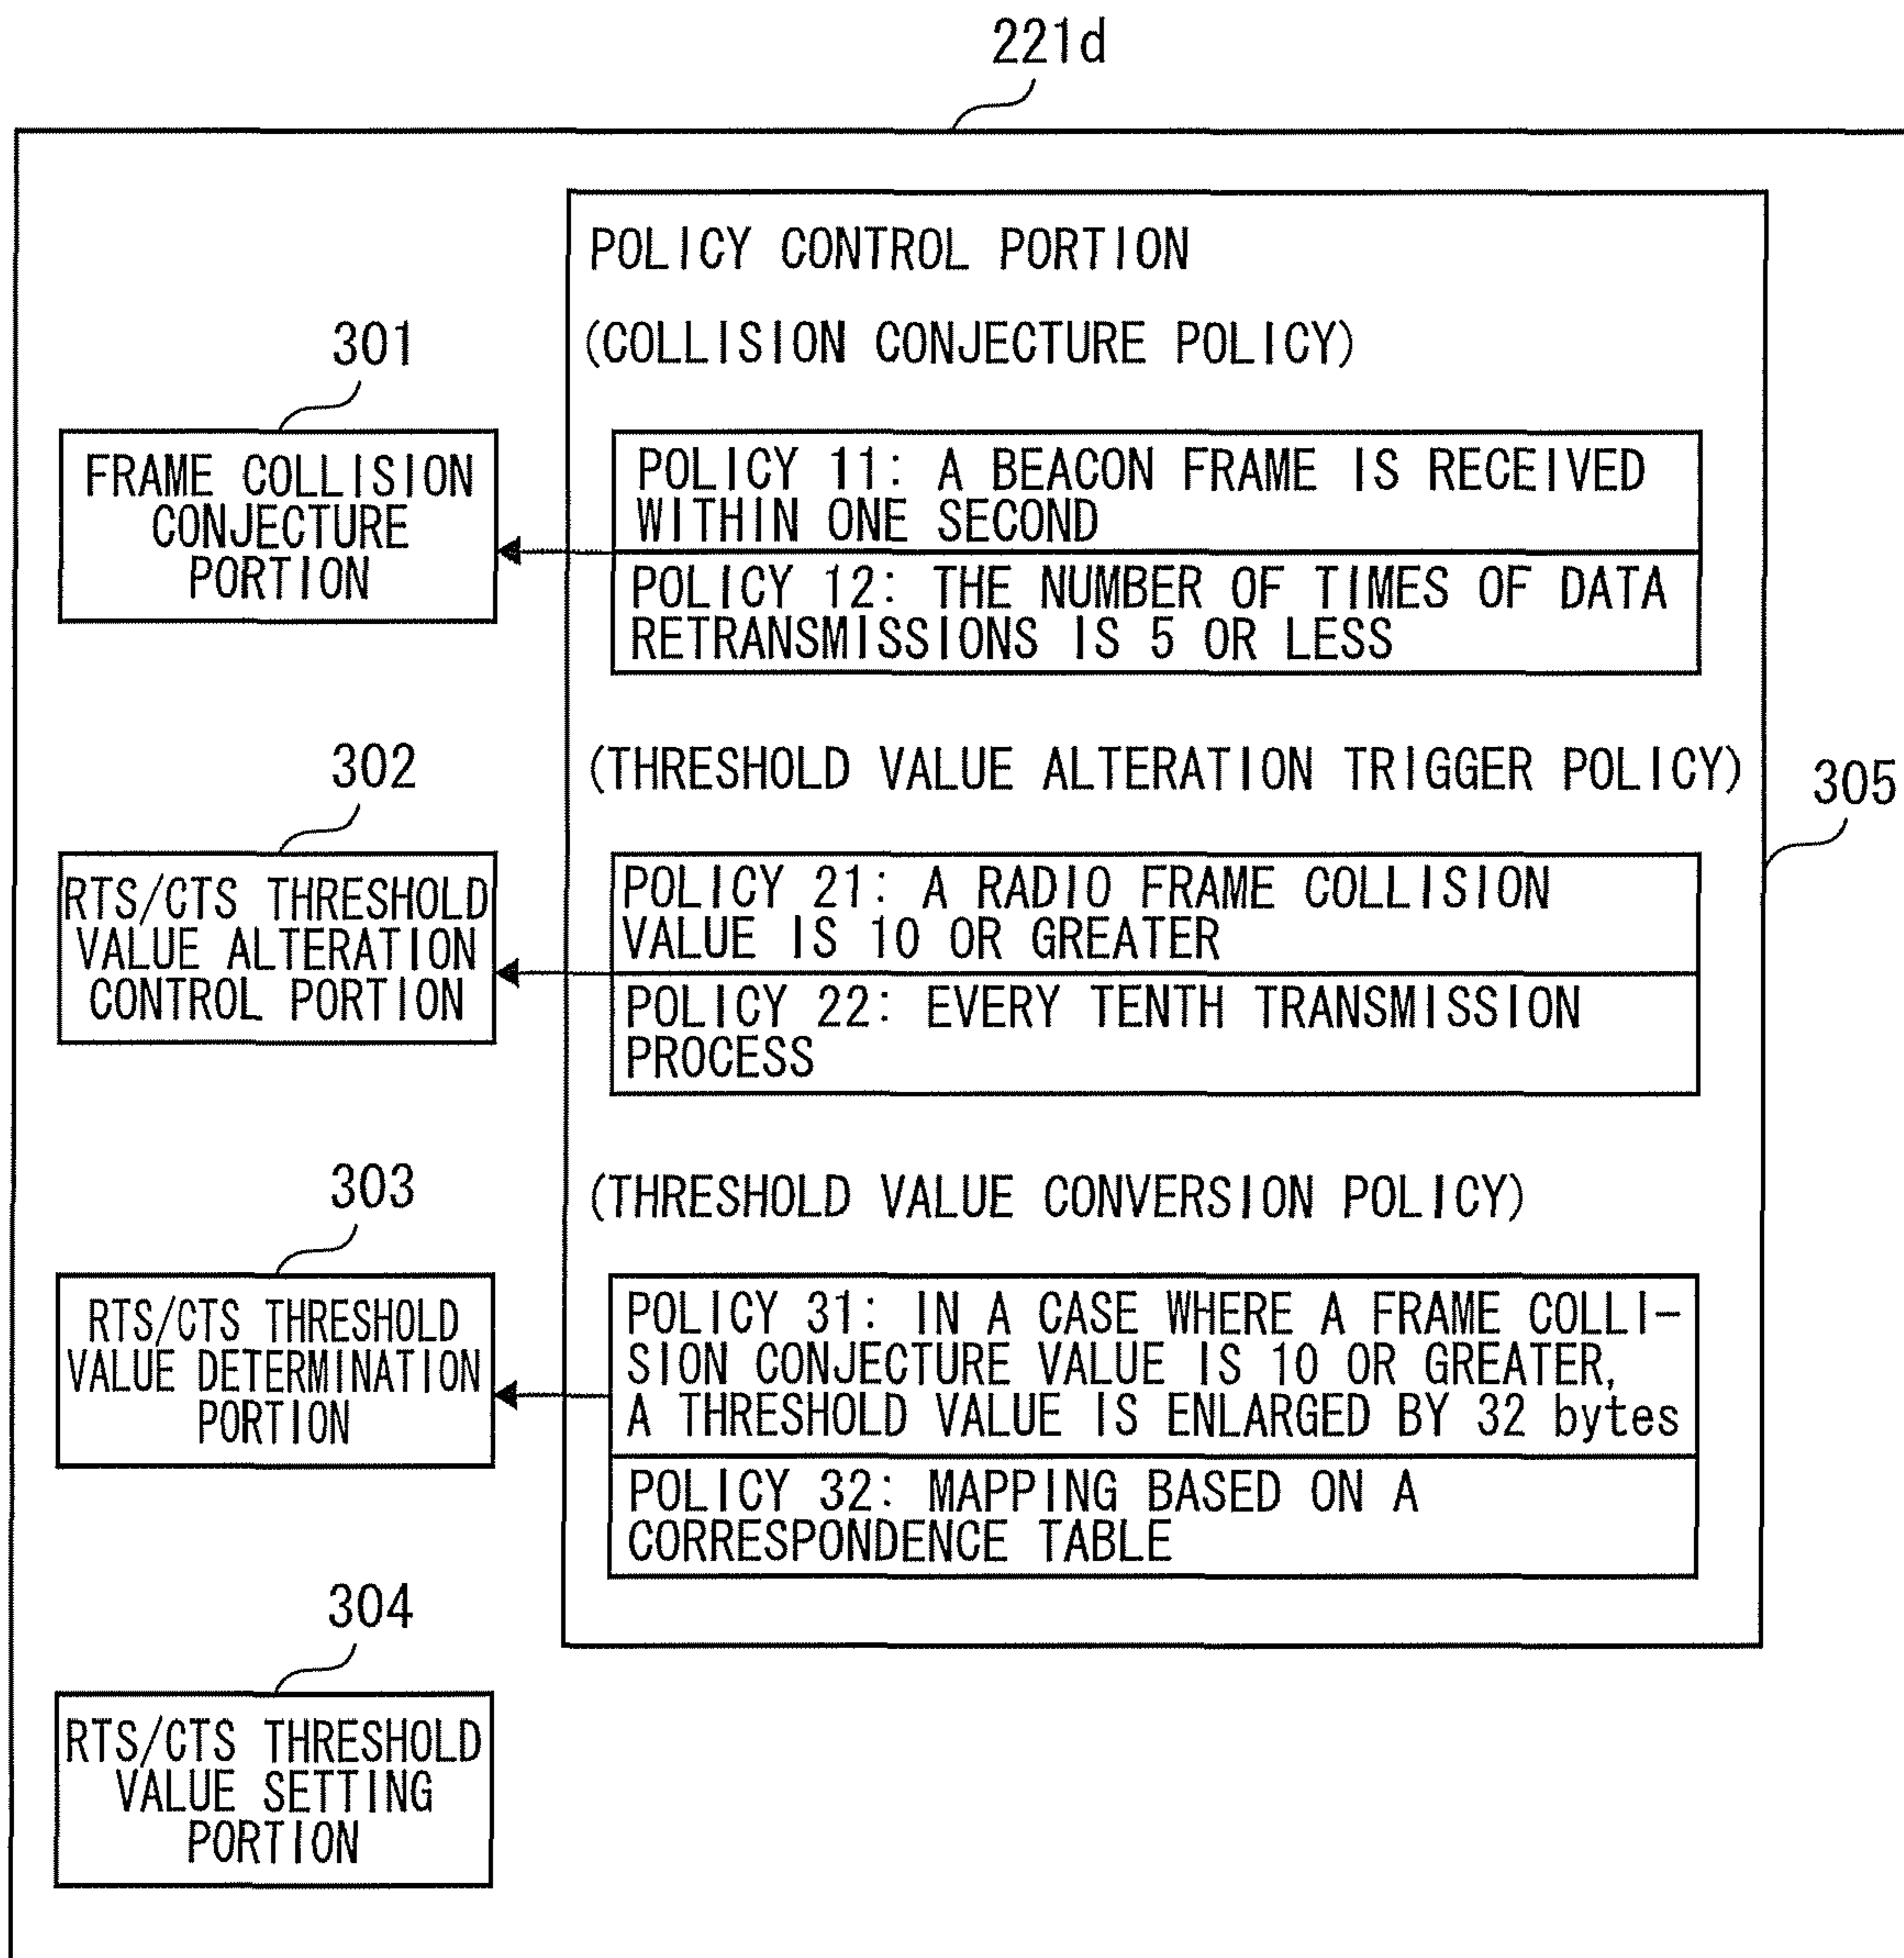 221d
POLICY CONTROL PORTION
(COLLISION CONJECTURE POLICY)
301
FRAME COLLISION
CONJECTURE
PORTION
POLICY 11: A BEACON FRAME IS RECEIVED
WITHIN ONE SECOND
POLICY 12: THE NUMBER OF TIMES OF DATA
RETRANSMISSIONS IS 5 OR LESS
(THRESHOLD VALUE ALTERATION TRIGGER POLICY)
305
302
RTS/CTS THRESHOLD
VALUE ALTERATION
CONTROL PORTION
POLICY 21: A RADIO FRAME COLLISION
VALUE IS 10 OR GREATER
POLICY 22: EVERY TENTH TRANSMISSION
PROCESS
(THRESHOLD VALUE CONVERSION POLICY)
303
RTS/CTS THRESHOLD
VALUE DETERMINATION
PORTION
POLICY 31: IN A CASE WHERE A FRAME COLLI-
SION CONJECTURE VALUE IS 10 OR GREATER,
A THRESHOLD VALUE IS ENLARGED BY 32 bytes
POLICY 32: MAPPING BASED ON A
CORRESPONDENCE TABLE
304
RTS/CTS THRESHOLD
VALUE SETTING
PORTION